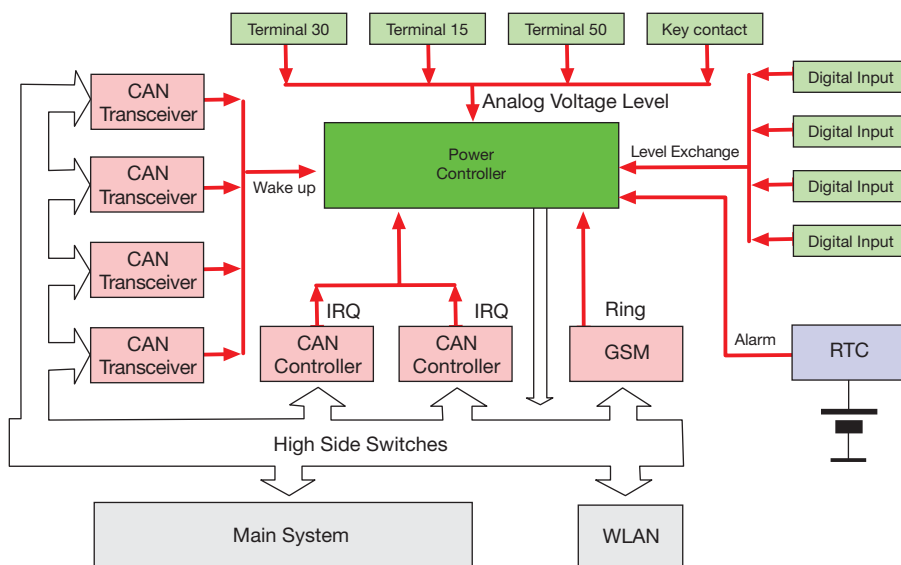 Terminal 30
Terminal 15
Terminal 50
Key contact
Analog Voltage Level
CAN
Transceiver
CAN
Transceiver
CAN
Transceiver
CAN
Transceiver
Wake up
Power
Controller
Level Exchange
Digital Input
Digital Input
Digital Input
Digital Input
IRQ
IRQ
Ring
CAN
Controller
CAN
Controller
GSM
Alarm
RTC
High Side Switches
Main System
WLAN